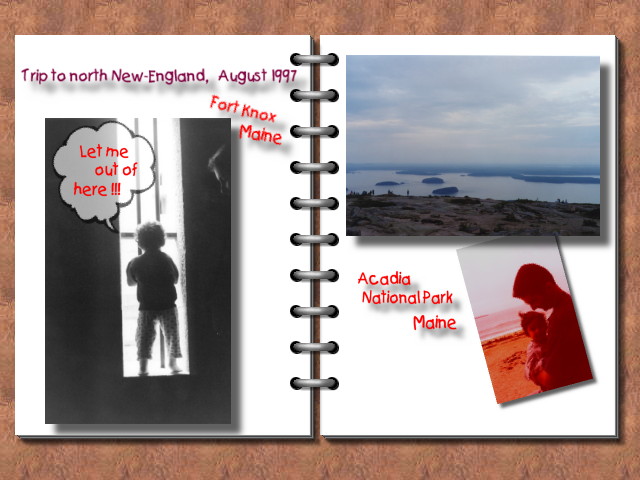 Trip to north New-England, August 1997
Fort Knox
Maine
Let me
out of
here !!!
Acadia
National Park
Maine